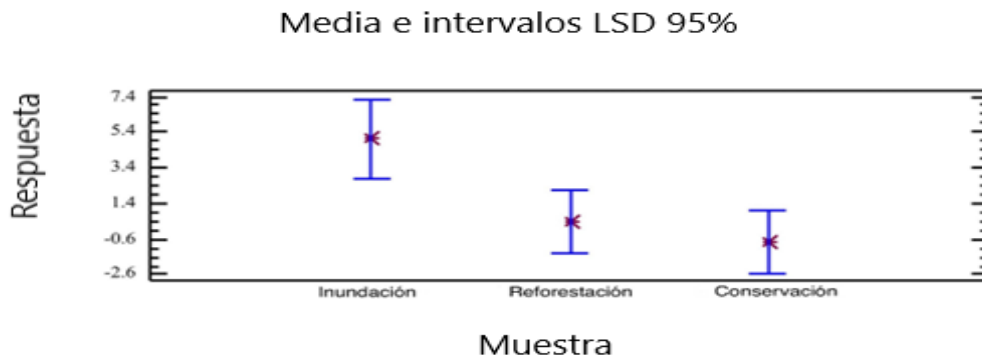 Media e intervalos LSD 95%
Respuesta
7.4
5.4
3.4
1.4
-0.6
-2.6
Inundación Reforestación Conservación
Muestra